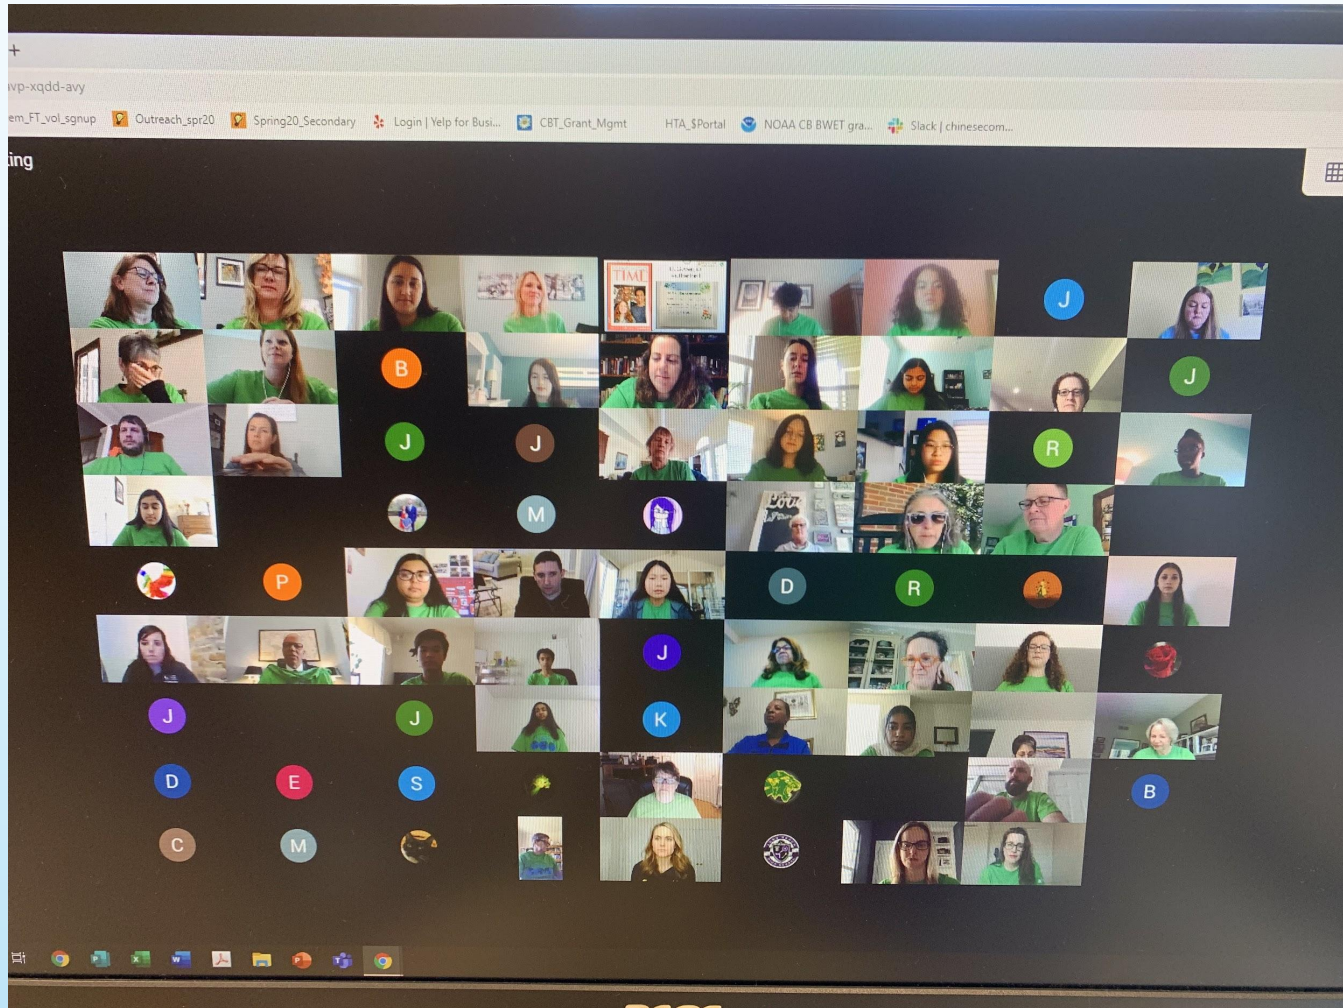 +
vp-xqdd-avy
em_FT_vol_sgnup Outreach_spr20 Spring20_Secondary Login | Yelp for Busi... CBT_Grant_Mgmt HTA_$Portal NOAA CB BWET gra... Slack | chinesecom...
ing
TIME
J
B
J
J
J
R
M
P
D
R
J
J
J
K
D
E
S
B
C
M